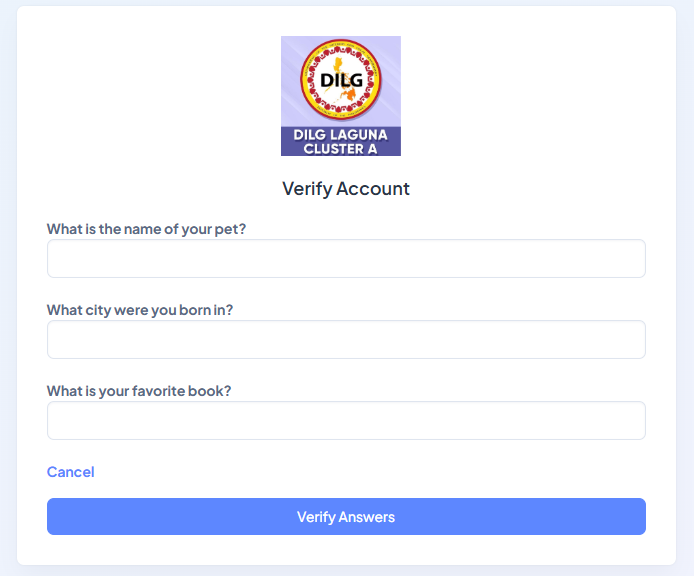 DILG
DILG LAGUNA
CLUSTER A
Verify Account
What is the name of your pet?
What city were you born in?
What is your favorite book?
Cancel
Verify Answers